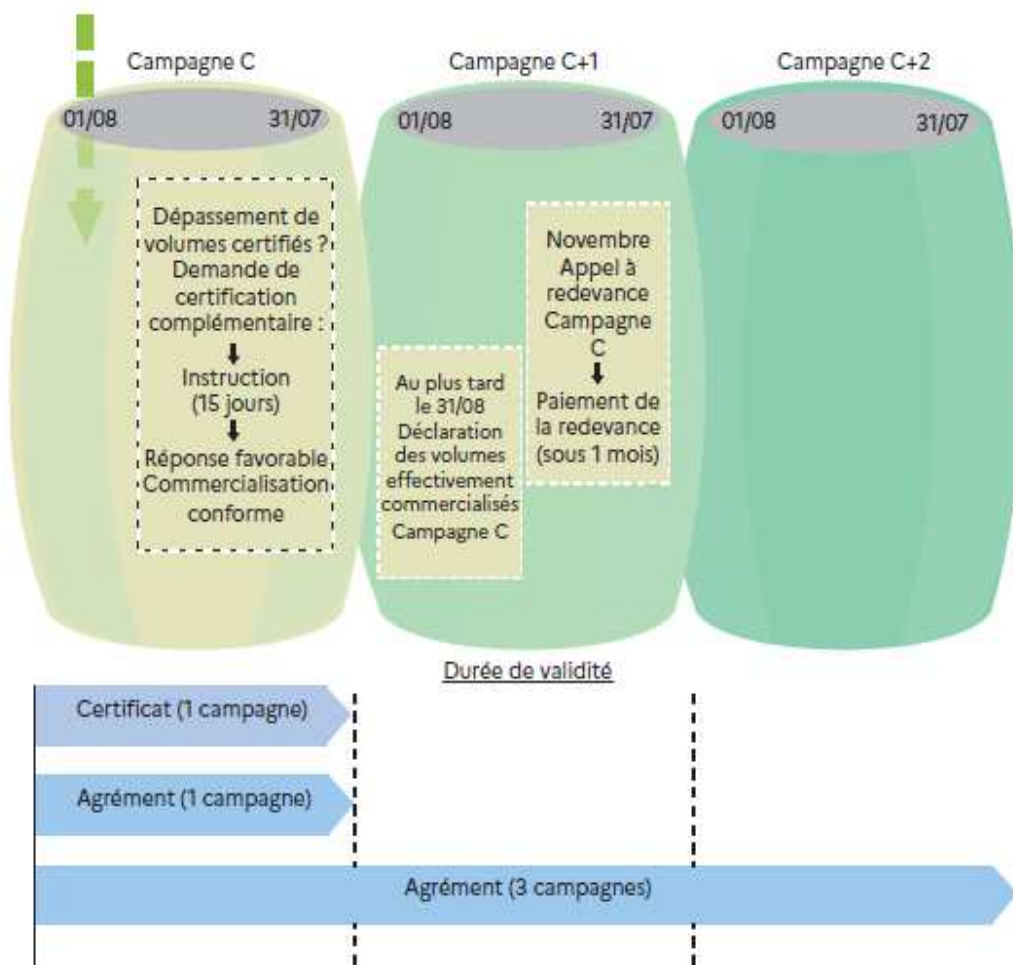 Campagne C
Campagne C+1
Campagne C+2
01/08
31/07
01/08
31/07
01/08
31/07
Dépassement de
volumes certifiés ?
Demande de
certification
complémentaire :
Instruction
(15 jours)
Réponse favorable
Commercialisation
conforme
Au plus tard
le 31/08
Déclaration
des volumes
effectivement
commercialisés
Campagne C
Novembre
Appel à
redevance
Campagne
C
Paiement de
la redevance
(sous 1 mois)
Durée de validité
Certificat (1 campagne)
Agrément (1 campagne)
Agrément (3 campagnes)